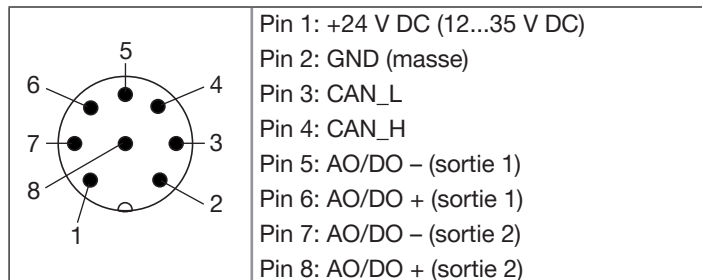 5
6
4
7
3
8
2
1
Pin 1: +24 V DC (12...35 V DC)
Pin 2: GND (masse)
Pin 3: CAN_L
Pin 4: CAN_H
Pin 5: AO/DO – (sortie 1)
Pin 6: AO/DO + (sortie 1)
Pin 7: AO/DO – (sortie 2)
Pin 8: AO/DO + (sortie 2)